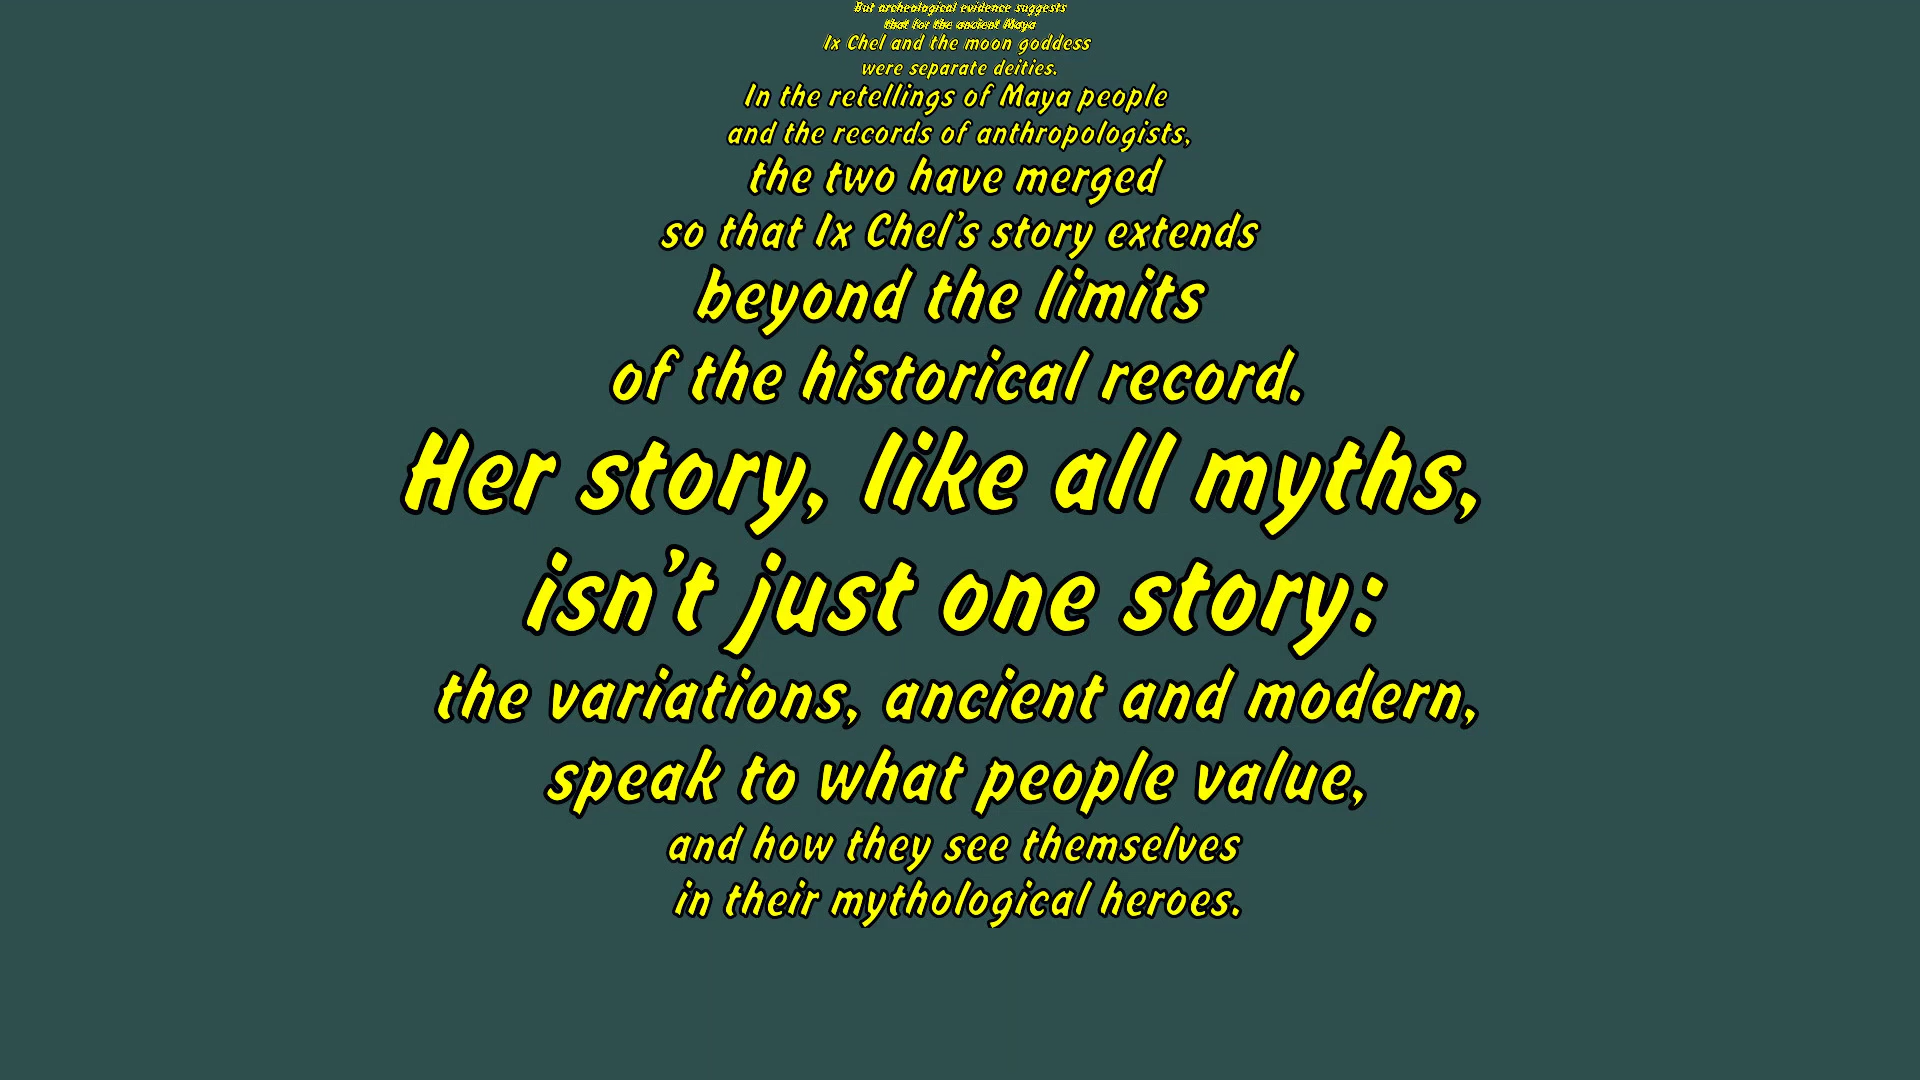 But archeological evidence suggests
that for the ancient Maya
Ix Chel and the moon goddess
were separate deities.
In the retellings of Maya people
and the records of anthropologists,
the two have merged
so that Ix Chel’s story extends
beyond the limits
of the historical record.
Her story, like all myths,
isn’t just one story:
the variations, ancient and modern,
speak to what people value,
and how they see themselves
in their mythological heroes.